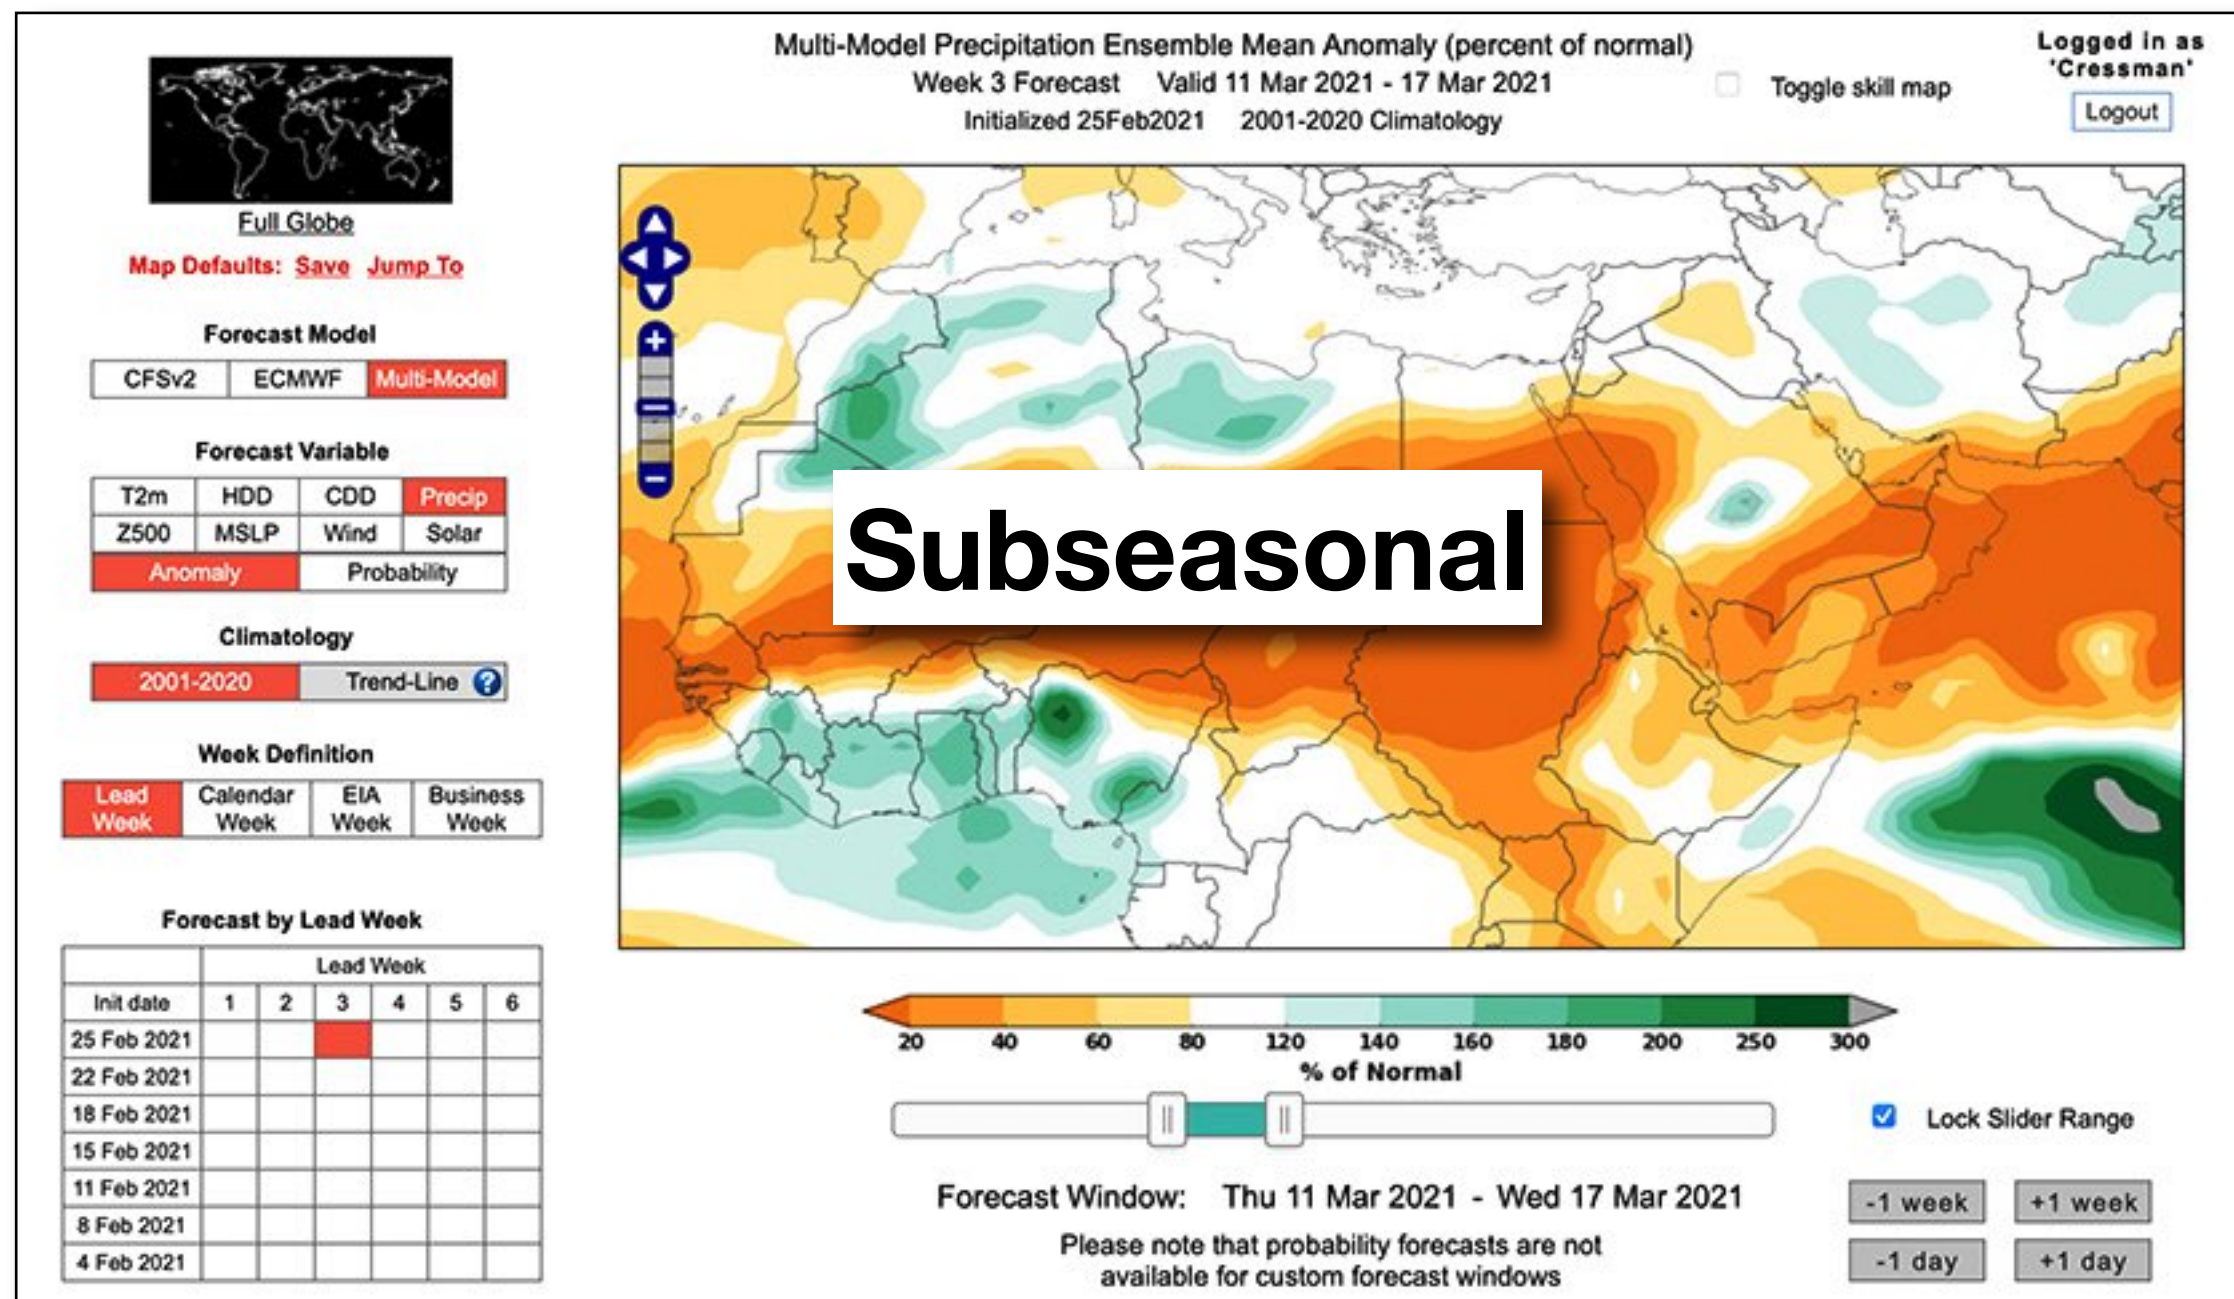 Multi-Model Precipitation Ensemble Mean Anomaly (percent of normal)
Week 3 Forecast Valid 11 Mar 2021 - 17 Mar 2021
Initialized 25Feb2021 2001-2020 Climatology
Toggle skill map
Logged in as
'Cressman'
Logout
Full Globe
Map Defaults: Save Jump To
Forecast Model
CFSv2 ECMWF Multi-Model
Forecast Variable
T2m HDD CDD Precip
Z500 MSLP Wind Solar
Anomaly Probability
Climatology
2001-2020 Trend-Line ?
Week Definition
Lead Week Calendar Week EIA Week Business Week
Forecast by Lead Week
Lead Week
Init date 1 2 3 4 5 6
25 Feb 2021
22 Feb 2021
18 Feb 2021
15 Feb 2021
11 Feb 2021
8 Feb 2021
4 Feb 2021
Subseasonal
20 40 60 80 120 140 160 180 200 250 300
% of Normal
Lock Slider Range
Forecast Window: Thu 11 Mar 2021 - Wed 17 Mar 2021
Please note that probability forecasts are not
available for custom forecast windows
-1 week +1 week
-1 day +1 day